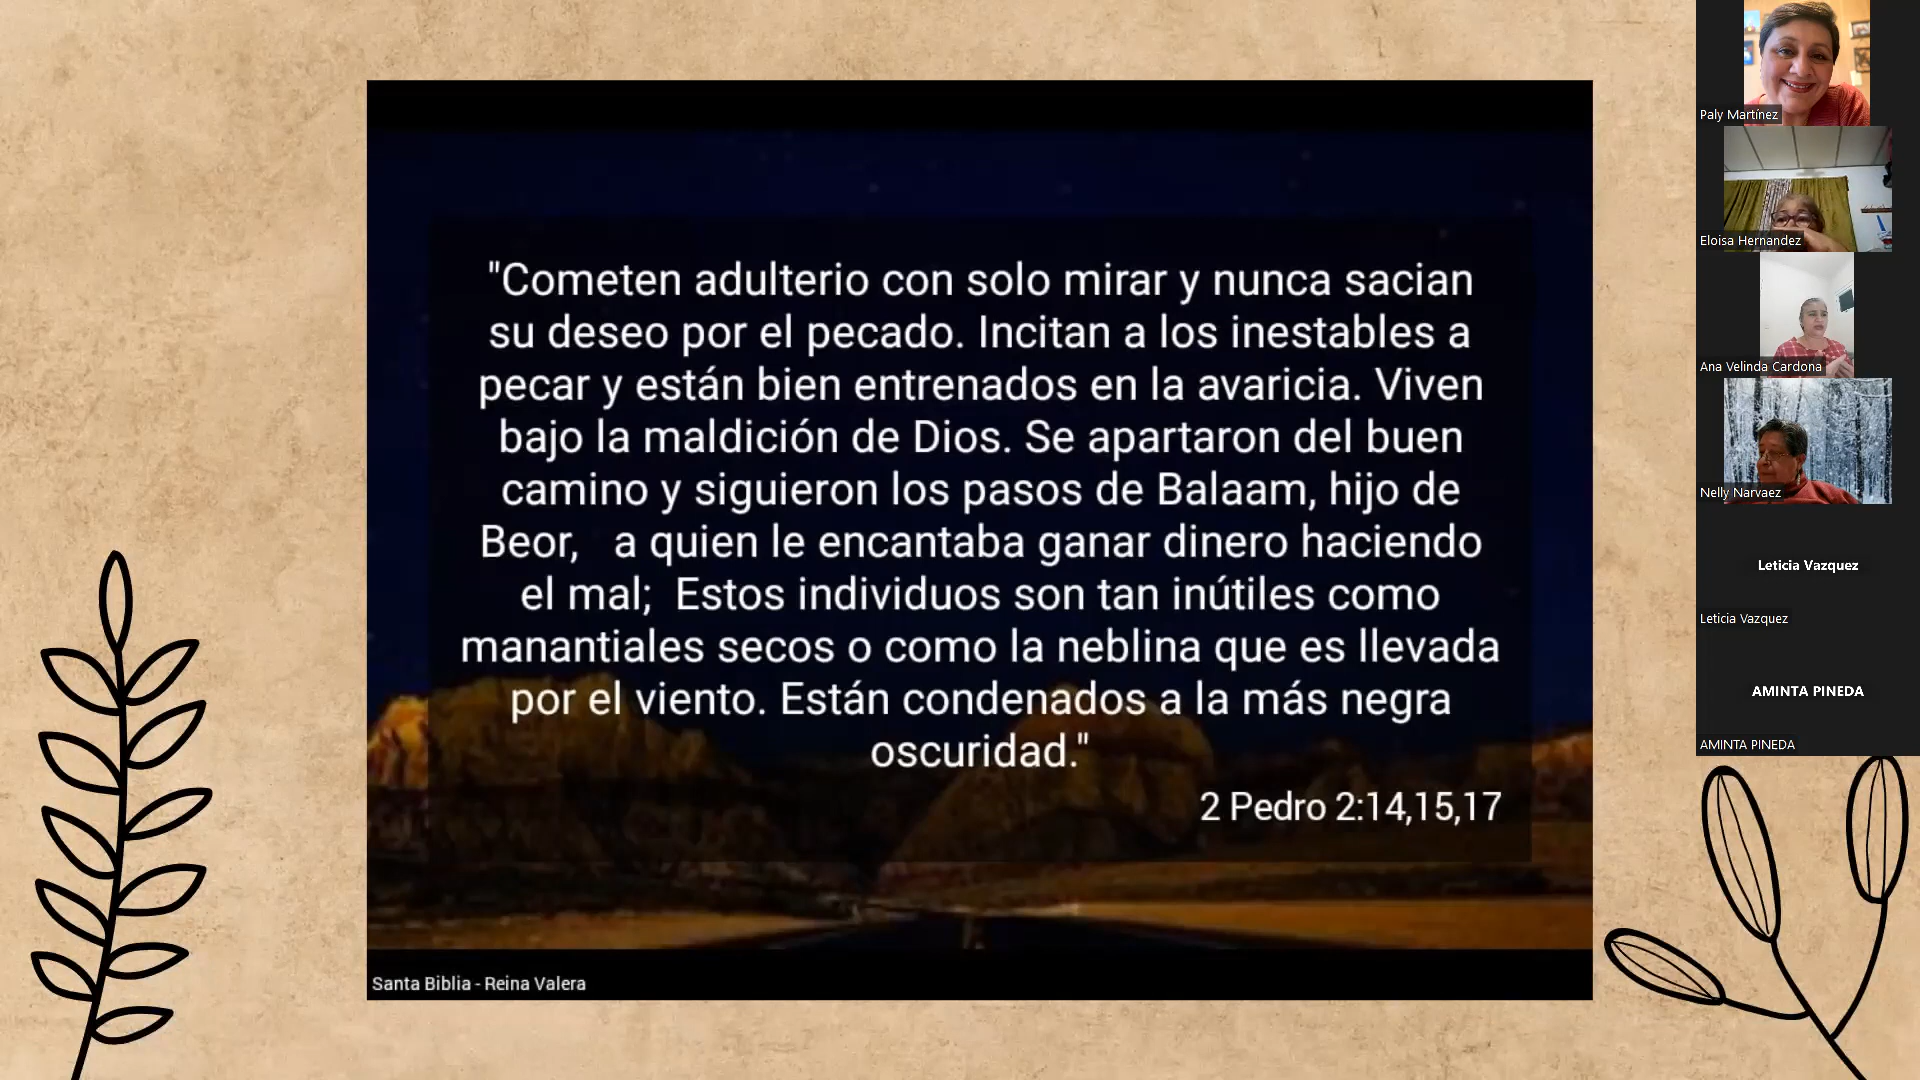 "Cometen adulterio con solo mirar y nunca sacian
su deseo por el pecado. Incitan a los inestables a
pecar y están bien entrenados en la avaricia. Viven
bajo la maldición de Dios. Se apartaron del buen
camino y siguieron los pasos de Balaam, hijo de
Beor,   a quien le encantaba ganar dinero haciendo
el mal;  Estos individuos son tan inútiles como
manantiales secos o como la neblina que es llevada
por el viento. Están condenados a la más negra
oscuridad."
2 Pedro 2:14,15,17
Santa Biblia - Reina Valera
Paly Martínez
Eloisa Hernandez
Ana Velinda Cardona
Nelly Narvaez
Leticia Vazquez
Leticia Vazquez
AMINTA PINEDA
AMINTA PINEDA